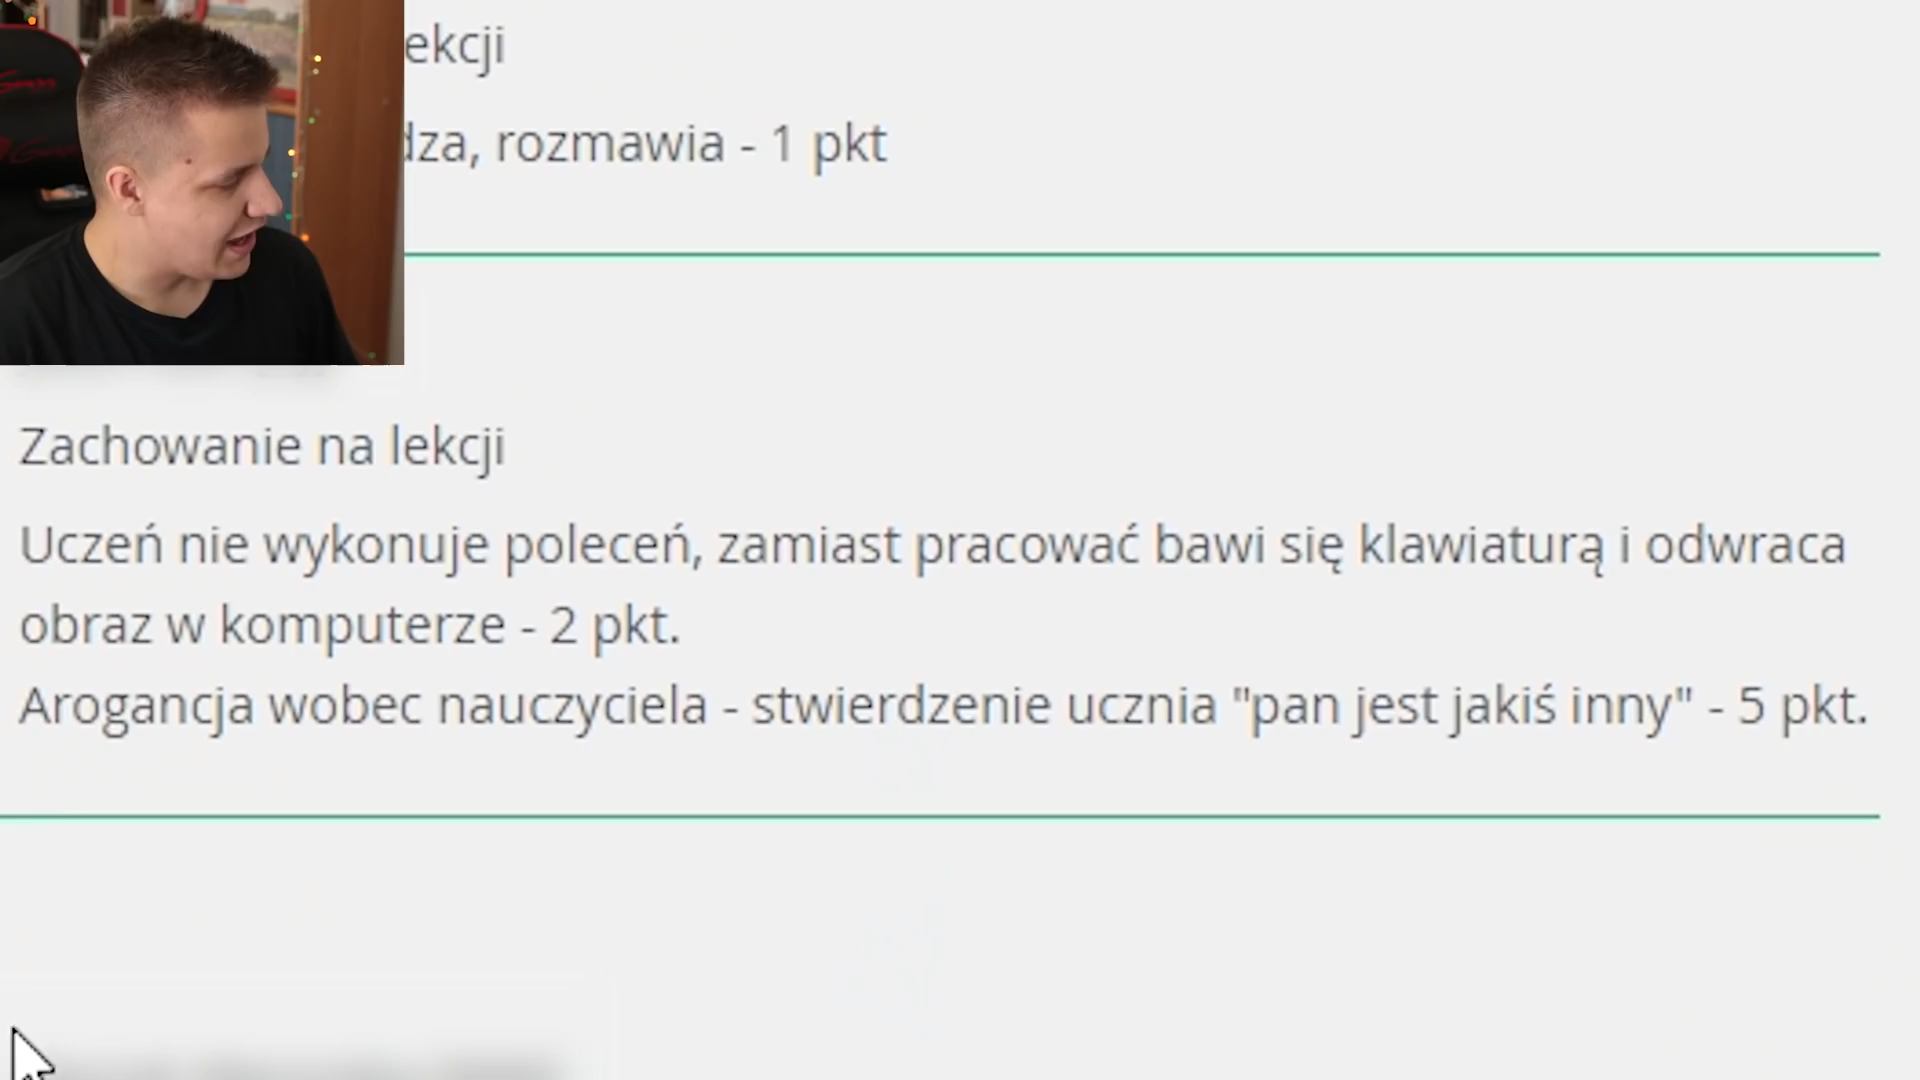 ekcji
dza, rozmawia - 1 pkt
Zachowanie na lekcji
Uczeń nie wykonuje poleceń, zamiast pracować bawi się klawiaturą i odwraca
obraz w komputerze - 2 pkt.
Arogancja wobec nauczyciela - stwierdzenie ucznia "pan jest jakiś inny" - 5 pkt.